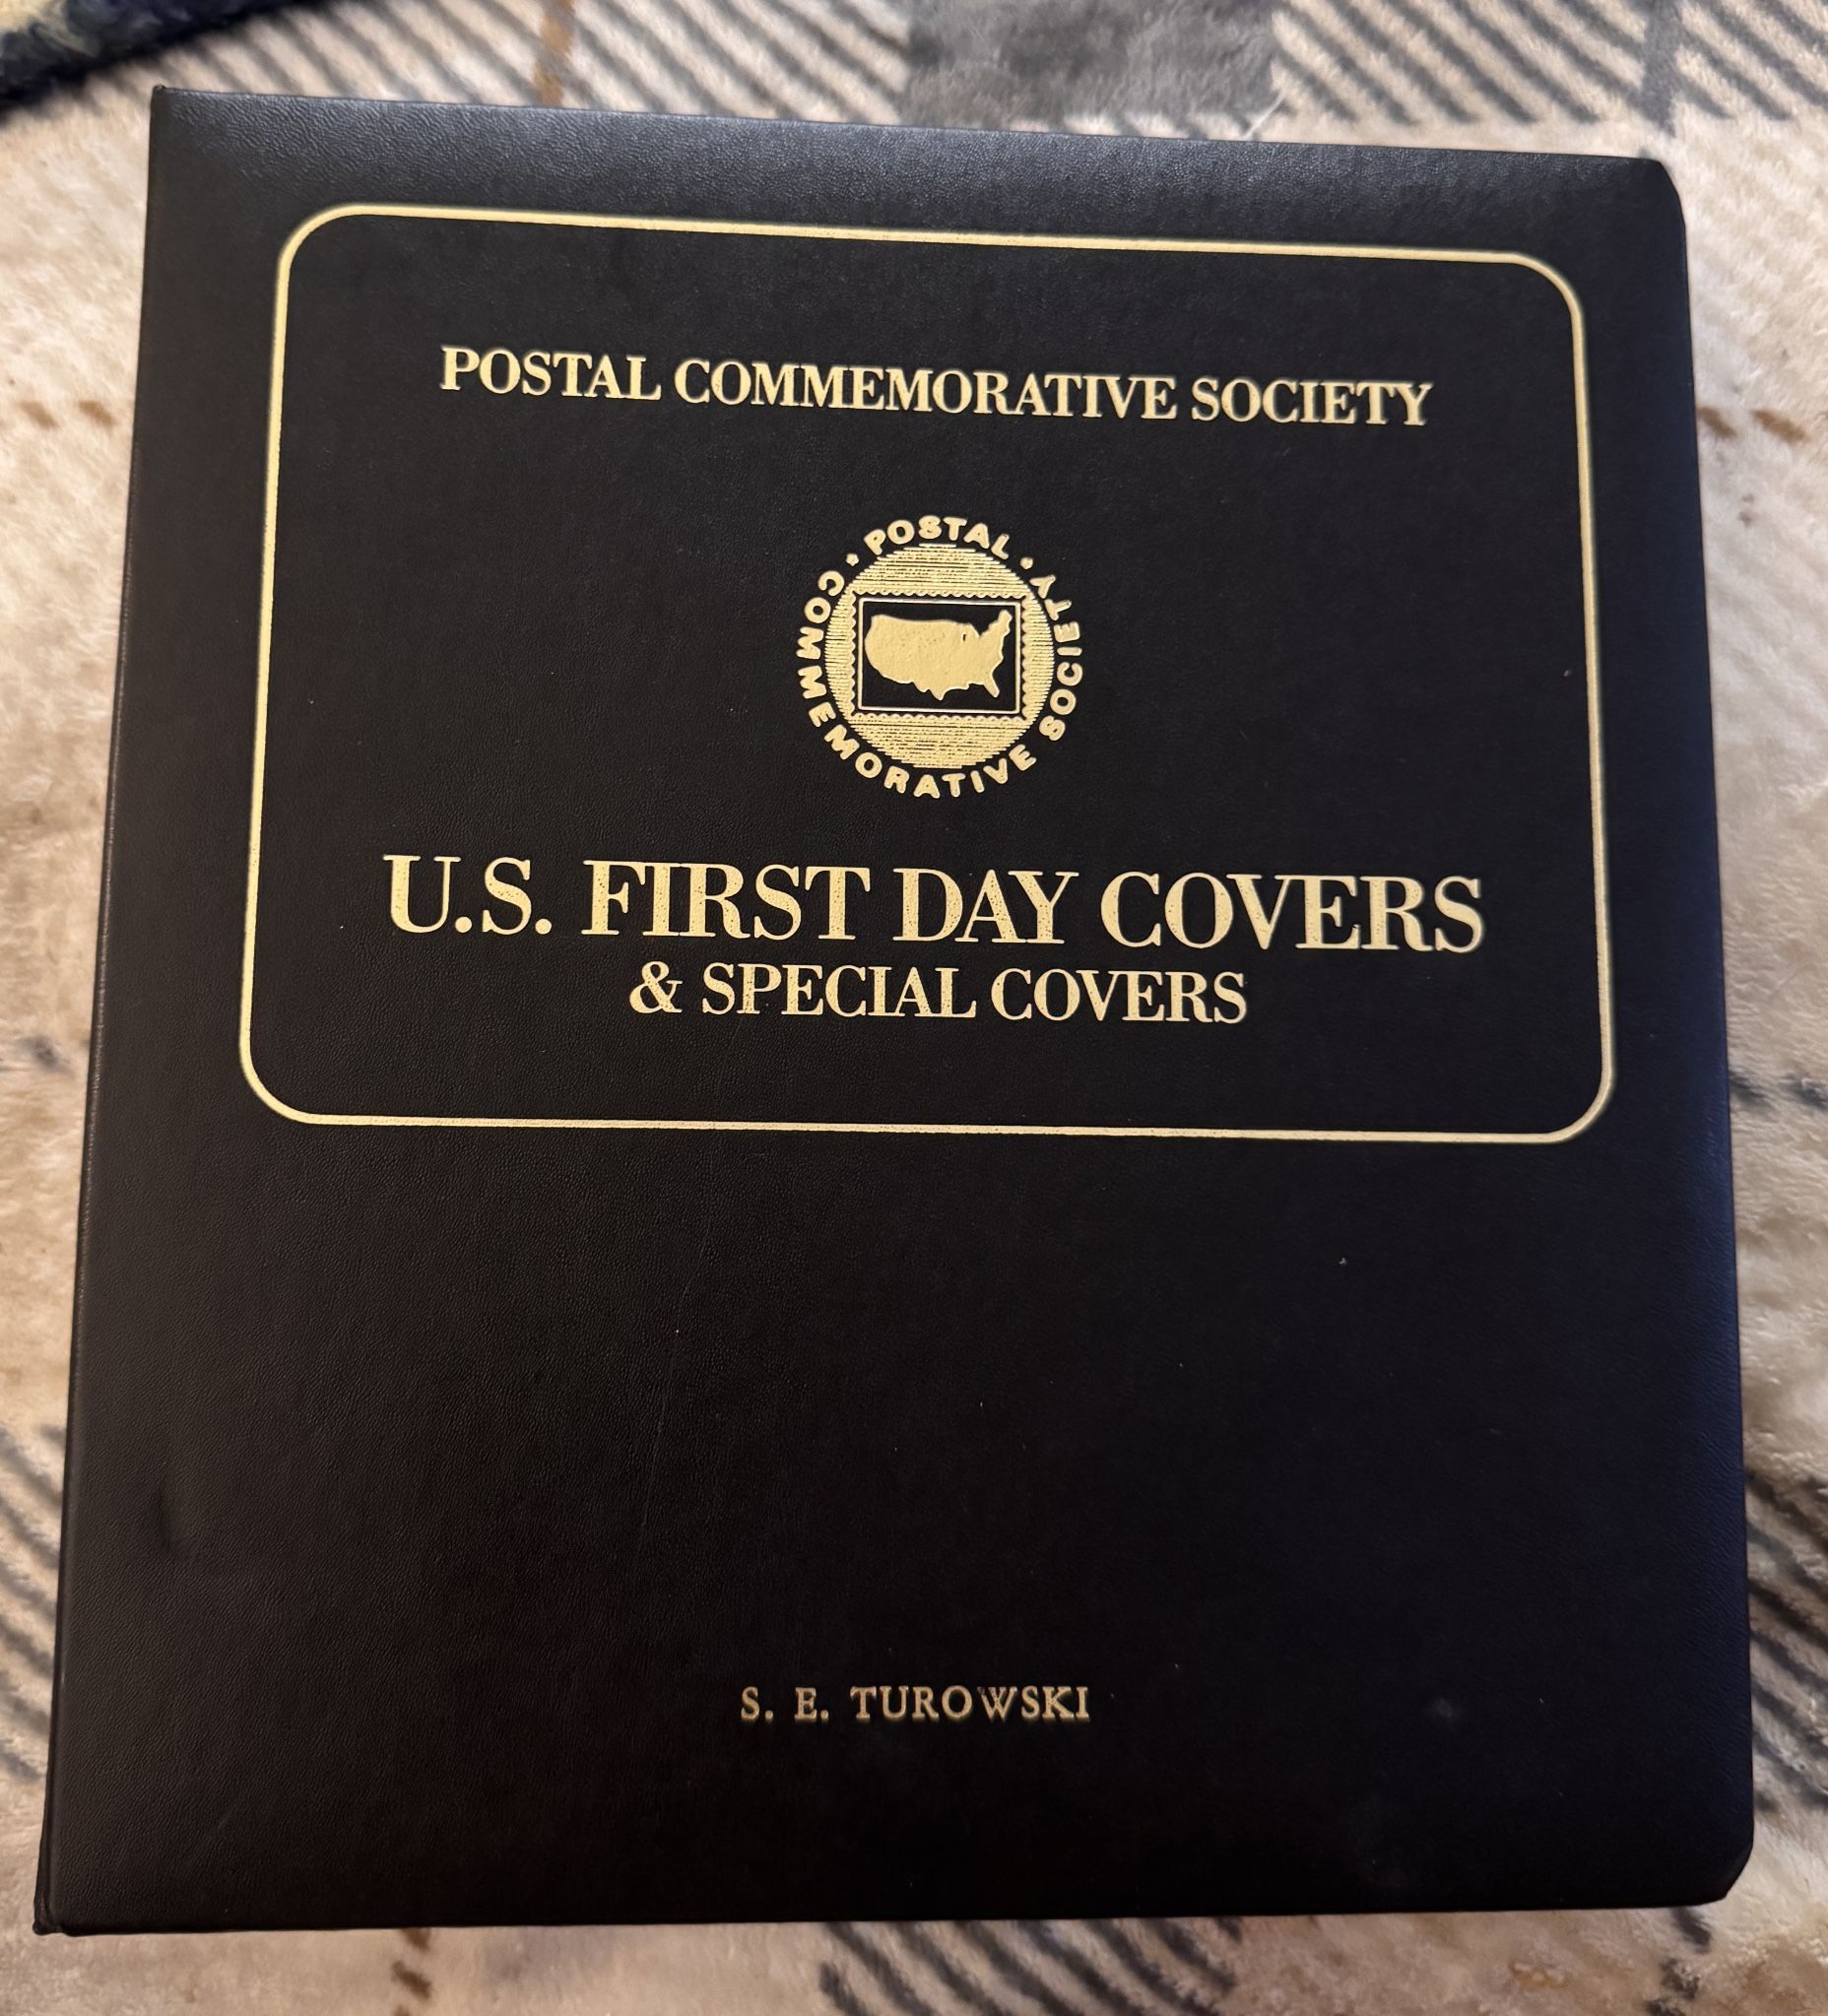 POSTAL COMMEMORATIVE SOCIETY
• POSTAL •
COMMEMORATIVE SOCIETY
U.S. FIRST DAY COVERS
& SPECIAL COVERS
S. E. TUROWSKI